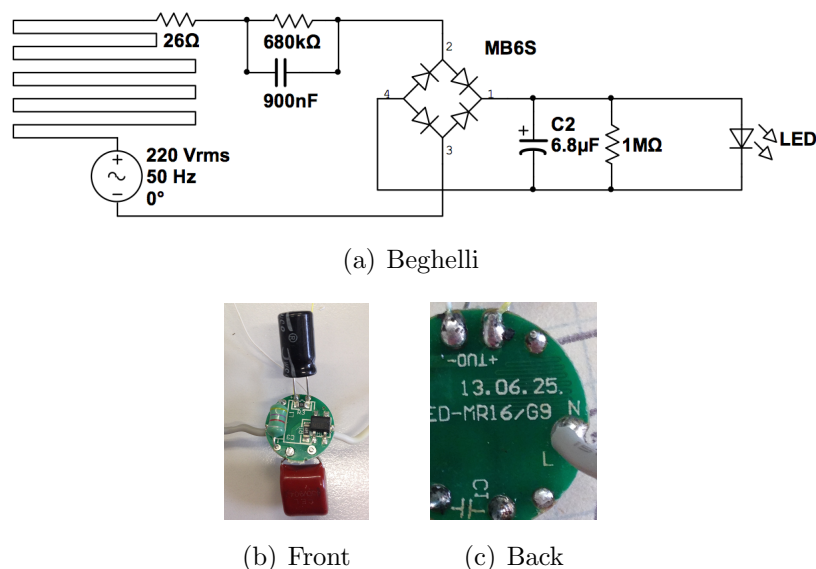 26Ω
680kΩ
900nF
2
MB6S
4
1
3
C2
6.8µF
1MΩ
LED
220 Vrms
50 Hz
0°
(a) Beghelli
+OUT-
13.06.25.
ED-MR16/G9
N
L
C1
(b) Front
(c) Back